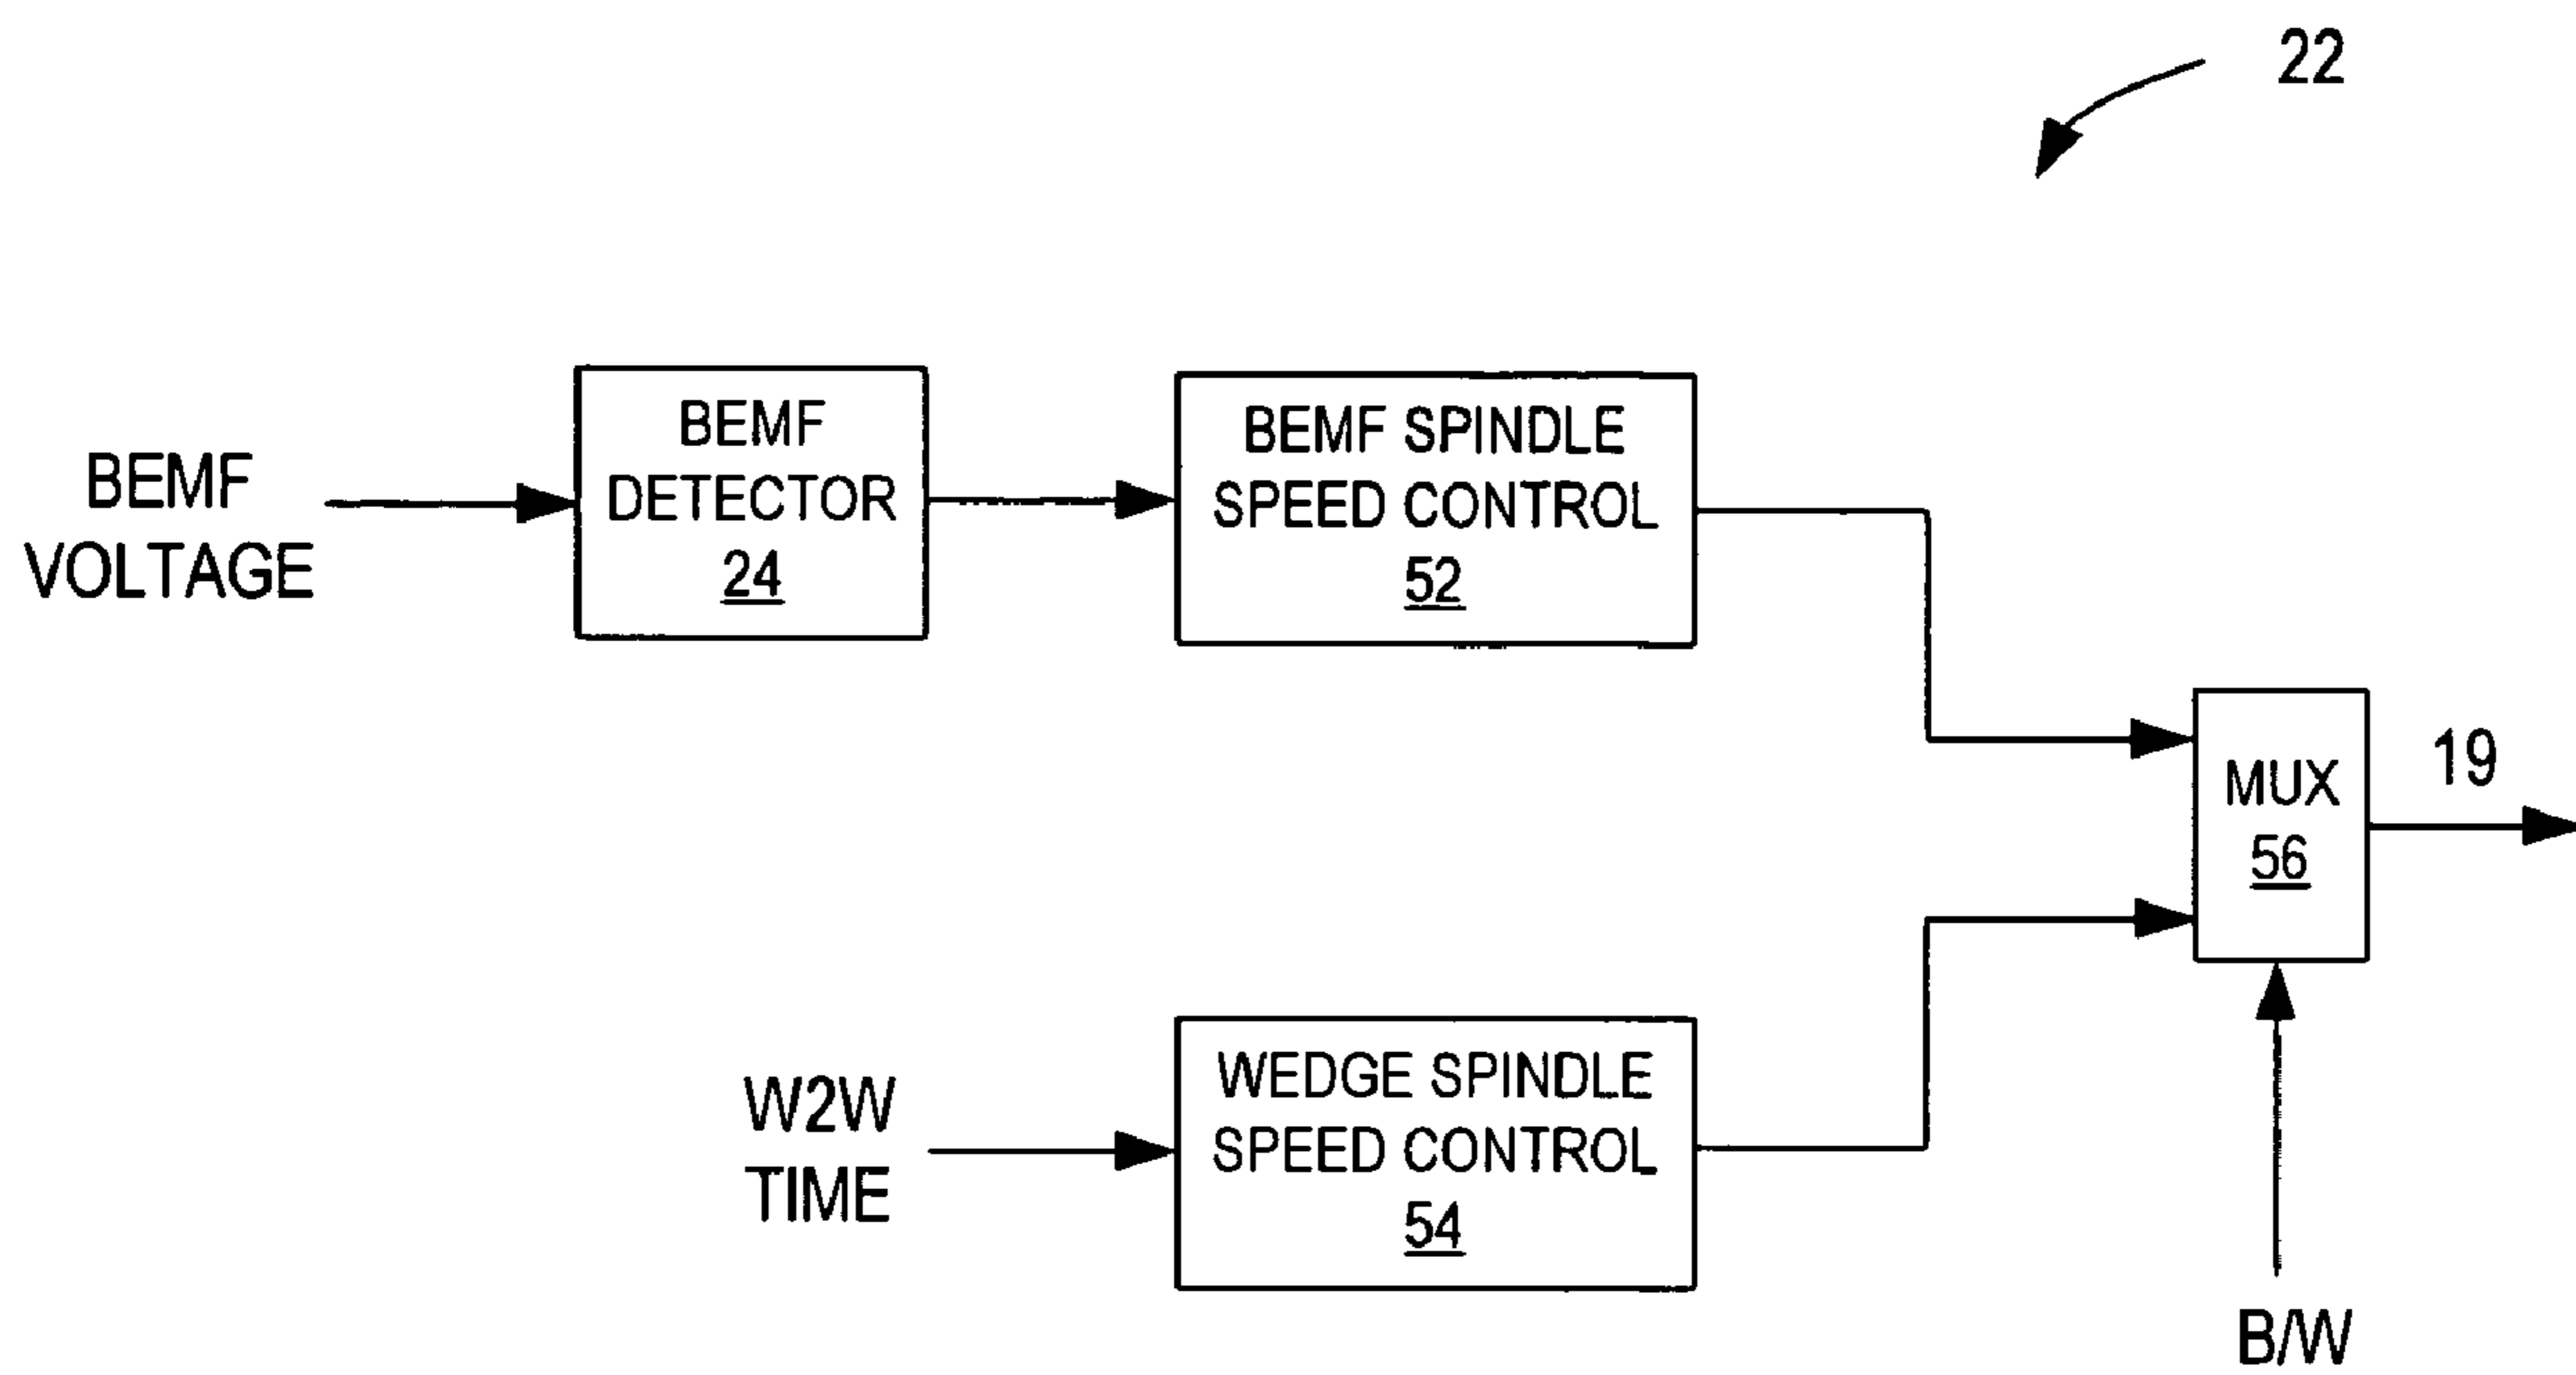 22
BEMF
VOLTAGE
BEMF
DETECTOR
24
BEMF SPINDLE
SPEED CONTROL
52
W2W
TIME
WEDGE SPINDLE
SPEED CONTROL
54
MUX
56
19
B/W